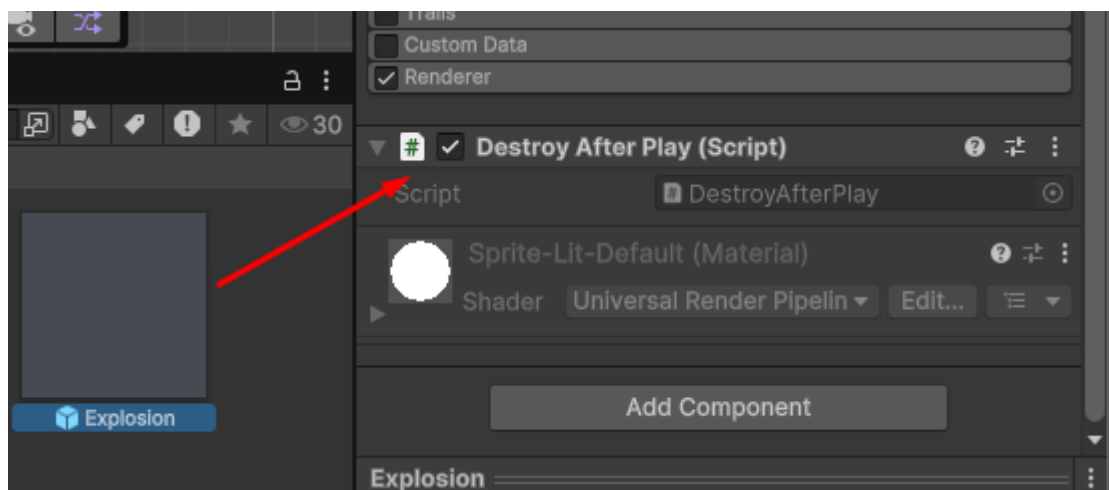 Trails
Custom Data
Renderer
30
Destroy After Play (Script)
Script
DestroyAfterPlay
Sprite-Lit-Default (Material)
Shader
Universal Render Pipelin
Edit...
Explosion
Add Component
Explosion